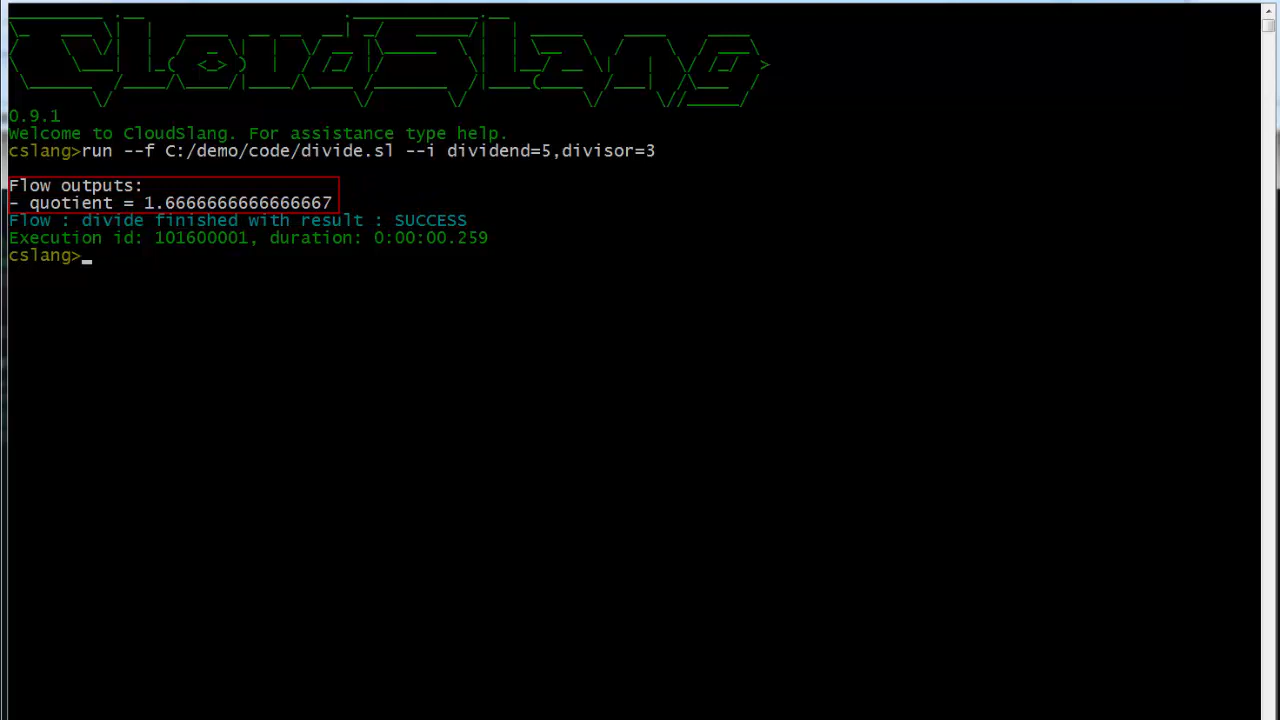 CloudSlang
0.9.1
Welcome to CloudSlang. For assistance type help.
cslang>run --f C:/demo/code/divide.sl --i dividend=5,divisor=3
Flow outputs:
- quotient = 1.6666666666666667
Flow : divide finished with result : SUCCESS
Execution id: 101600001, duration: 0:00:00.259
cslang>_